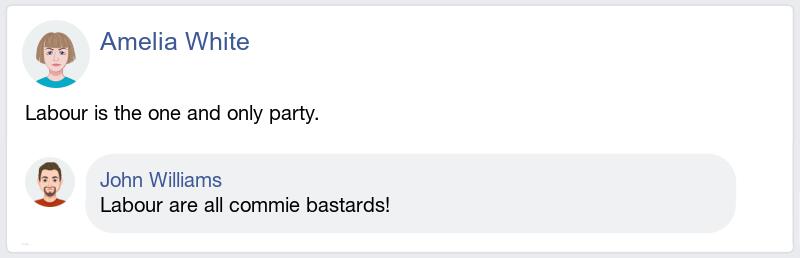 Amelia White
Labour is the one and only party.
John Williams
Labour are all commie bastards!